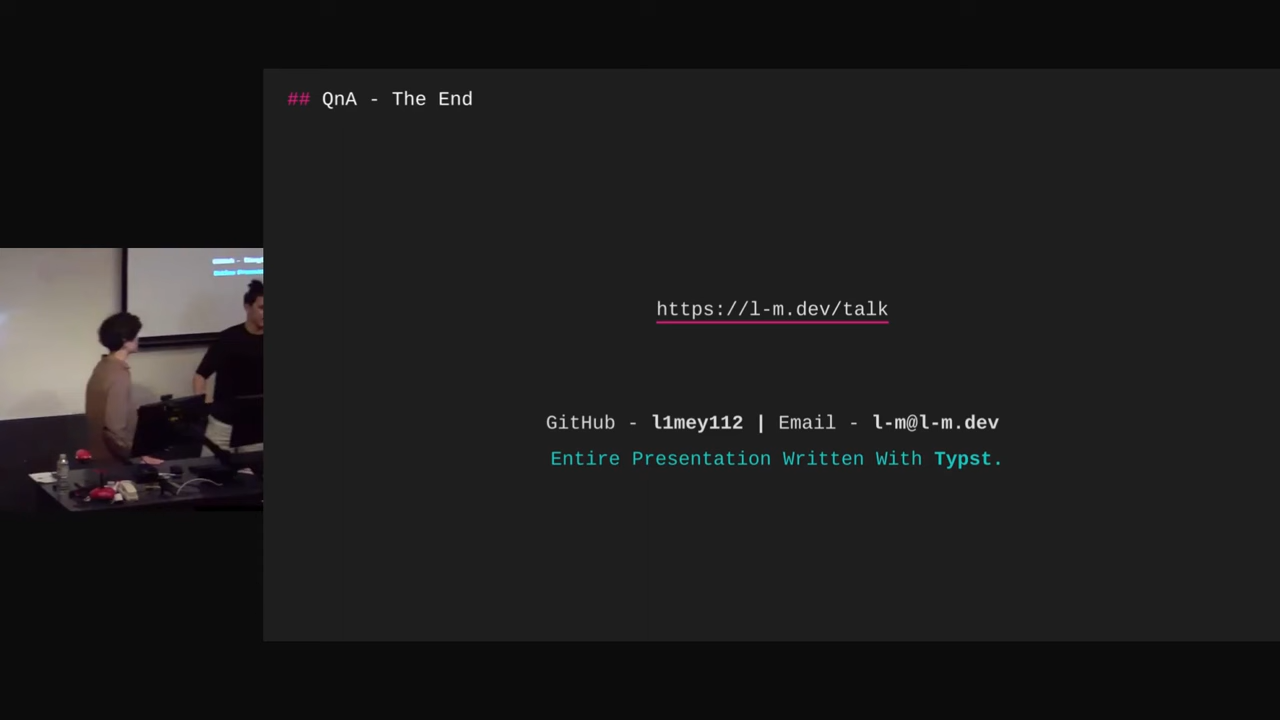 ## QnA - The End
https://l-m.dev/talk
GitHub - l1mey112 | Email - l-m@l-m.dev
Entire Presentation Written With Typst.